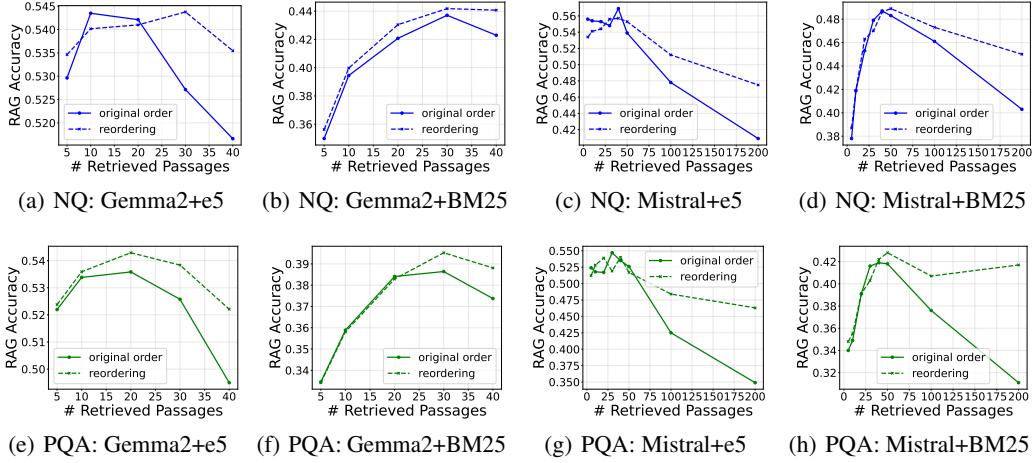 RAG Accuracy
0.545
0.540
0.535
0.530
0.525
0.520
original order
reordering
5 10 15 20 25 30 35 40
# Retrieved Passages
(a) NQ: Gemma2+e5
RAG Accuracy
0.44
0.42
0.40
0.38
0.36
original order
reordering
5 10 15 20 25 30 35 40
# Retrieved Passages
(b) NQ: Gemma2+BM25
RAG Accuracy
0.56
0.54
0.52
0.50
0.48
0.46
0.44
0.42
original order
reordering
0 25 50 75 100 125 150 175 200
# Retrieved Passages
(c) NQ: Mistral+e5
RAG Accuracy
0.48
0.46
0.44
0.42
0.40
0.38
original order
reordering
0 25 50 75 100 125 150 175 200
# Retrieved Passages
(d) NQ: Mistral+BM25
RAG Accuracy
0.54
0.53
0.52
0.51
0.50
original order
reordering
5 10 15 20 25 30 35 40
# Retrieved Passages
(e) PQA: Gemma2+e5
RAG Accuracy
0.39
0.38
0.37
0.36
0.35
0.34
original order
reordering
5 10 15 20 25 30 35 40
# Retrieved Passages
(f) PQA: Gemma2+BM25
RAG Accuracy
0.550
0.525
0.500
0.475
0.450
0.425
0.400
0.375
0.350
original order
reordering
0 25 50 75 100 125 150 175 200
# Retrieved Passages
(g) PQA: Mistral+e5
RAG Accuracy
0.42
0.40
0.38
0.36
0.34
0.32
original order
reordering
0 25 50 75 100 125 150 175 200
# Retrieved Passages
(h) PQA: Mistral+BM25